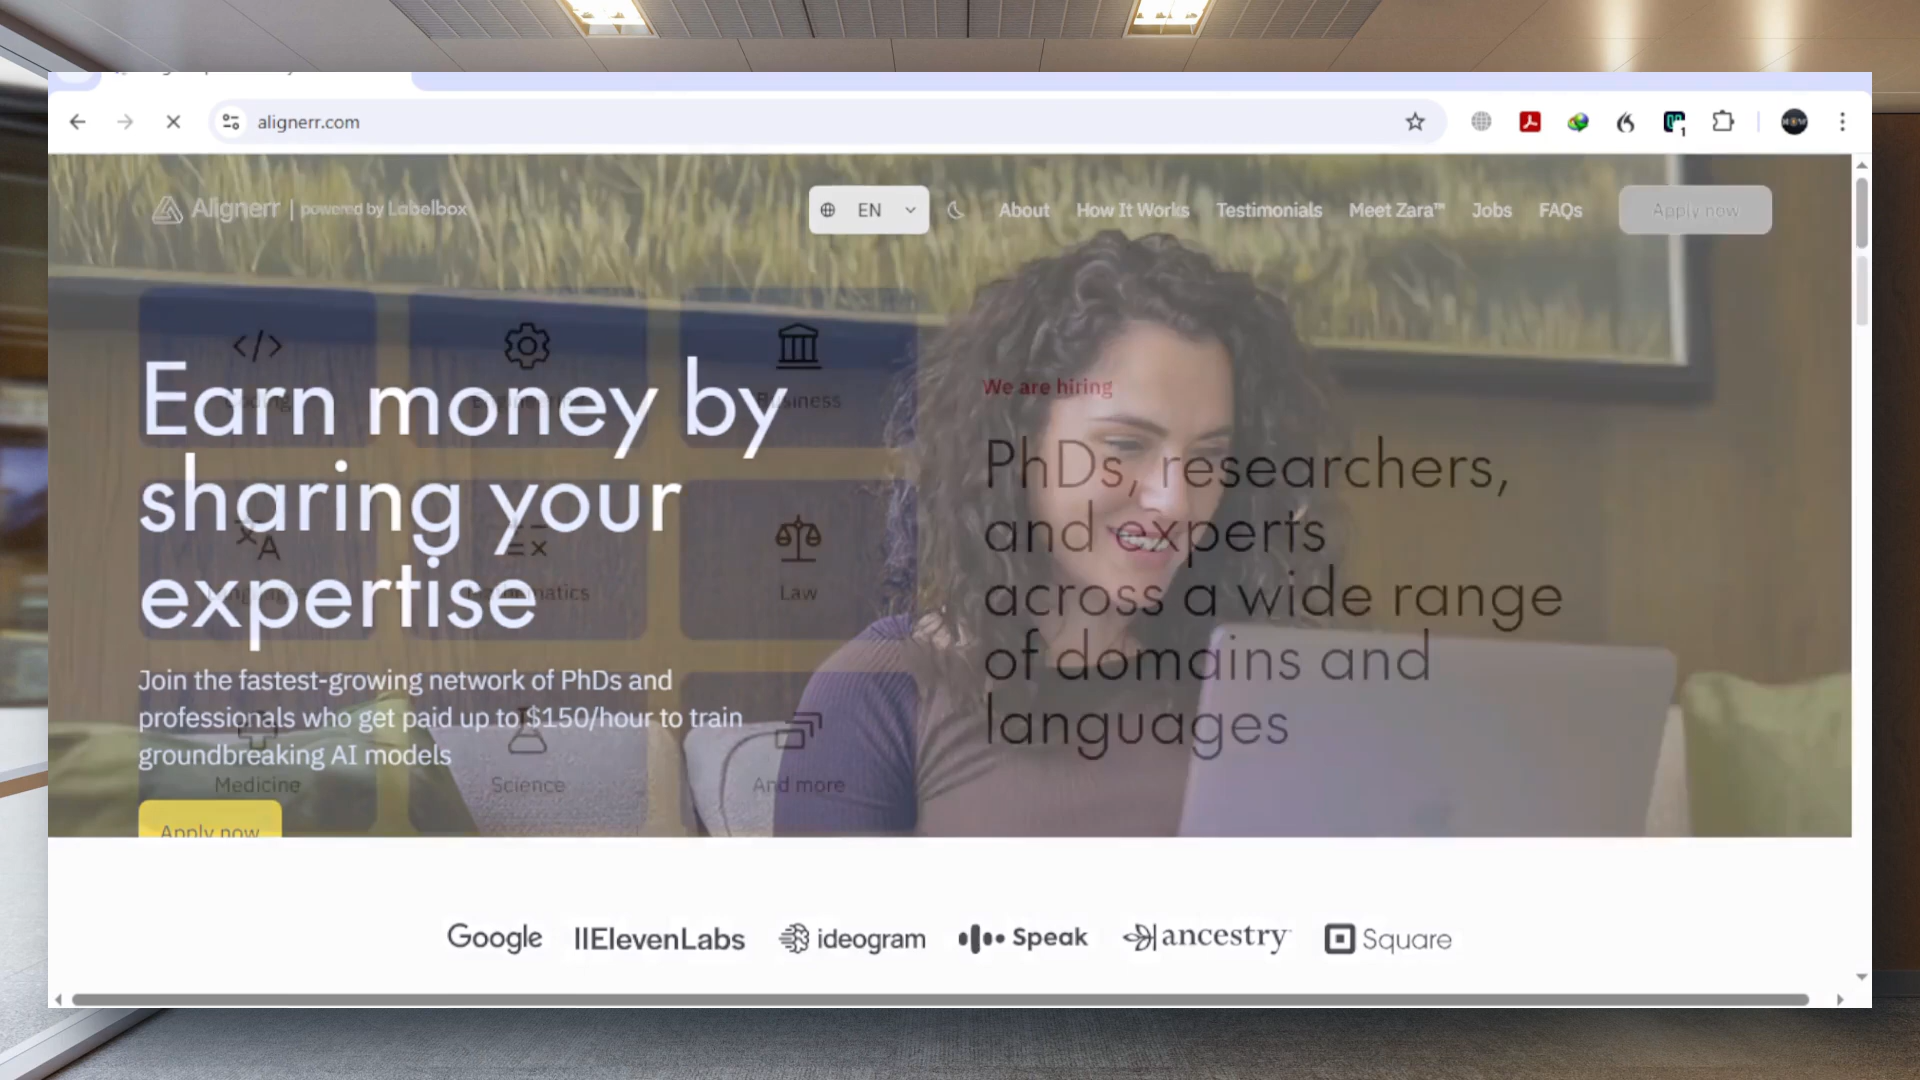 alignerr.com
Alignerr | powered by Labelbox
EN
About
How It Works
Testimonials
Meet Zara™
Jobs
FAQs
Apply now
Earn money by
sharing your
expertise
Join the fastest-growing network of PhDs and
professionals who get paid up to $150/hour to train
groundbreaking AI models
Apply now
Business
Law
Medicine
Science
And more
We are hiring
PhDs, researchers,
and experts
across a wide range
of domains and
languages
Google
IIElevenLabs
ideogram
Speak
ancestry
Square